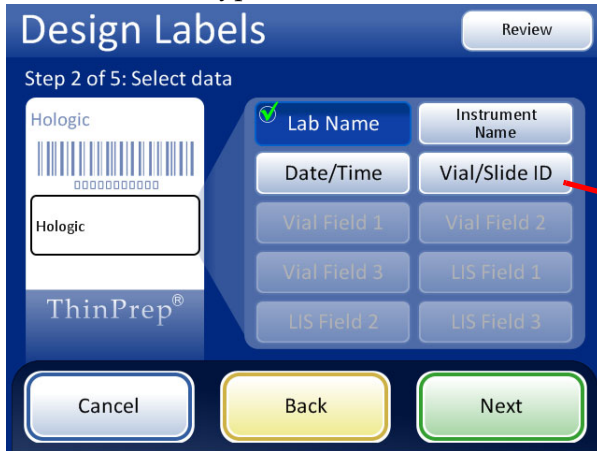 Design Labels
Review
Step 2 of 5: Select data
Hologic
00000000000
Hologic
ThinPrep®
Lab Name
Instrument
Name
Date/Time
Vial/Slide ID
Vial Field 1
Vial Field 2
Vial Field 3
LIS Field 1
LIS Field 2
LIS Field 3
Cancel
Back
Next